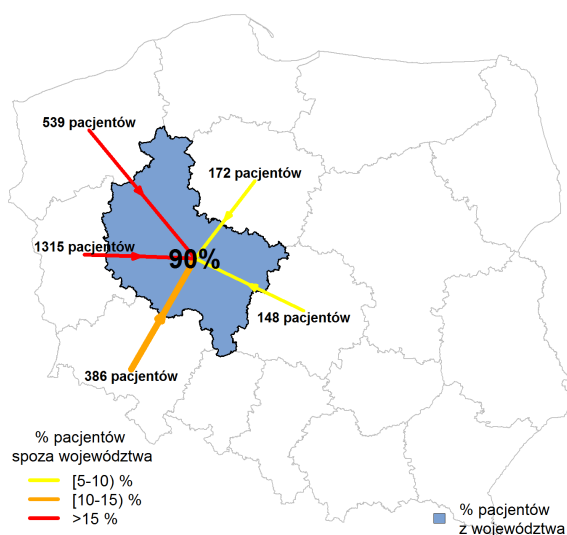 539 pacjentów
172 pacjentów
1315 pacjentów
90%
148 pacjentów
386 pacjentów
% pacjentów
spoza województwa
[5-10) %
[10-15) %
>15 %
% pacjentów
z województwa